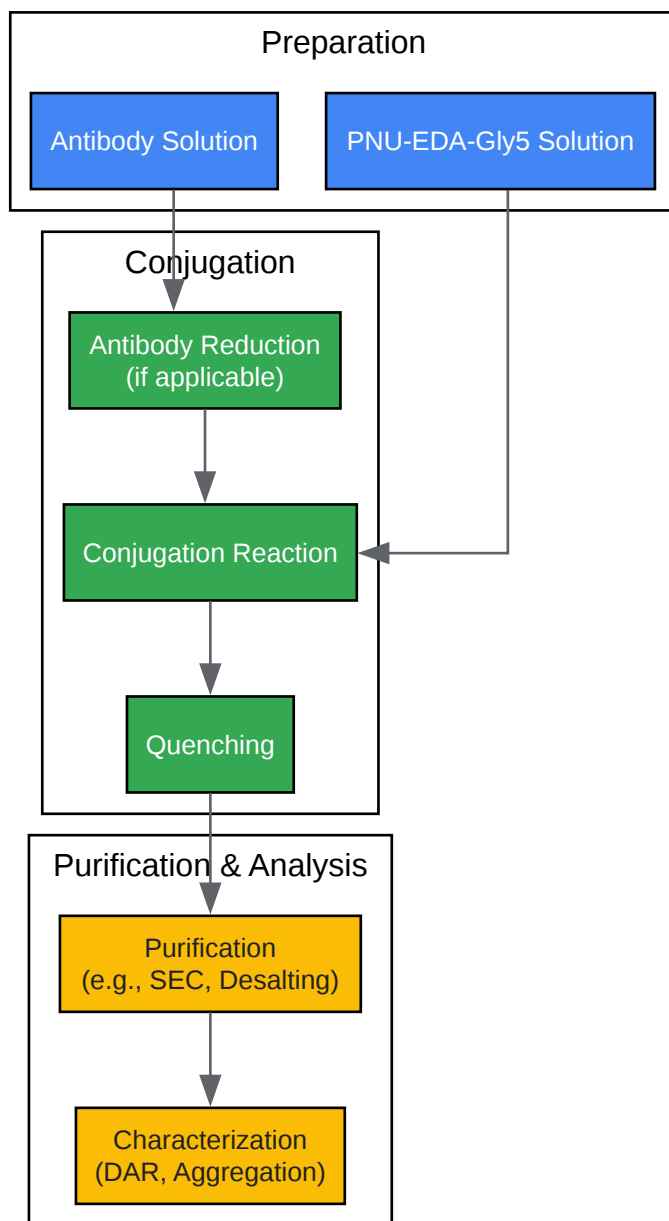 Preparation
Antibody Solution
PNU-EDA-Gly5 Solution
Conjugation
Antibody Reduction
(if applicable)
Conjugation Reaction
Quenching
Purification & Analysis
Purification
(e.g., SEC, Desalting)
Characterization
(DAR, Aggregation)